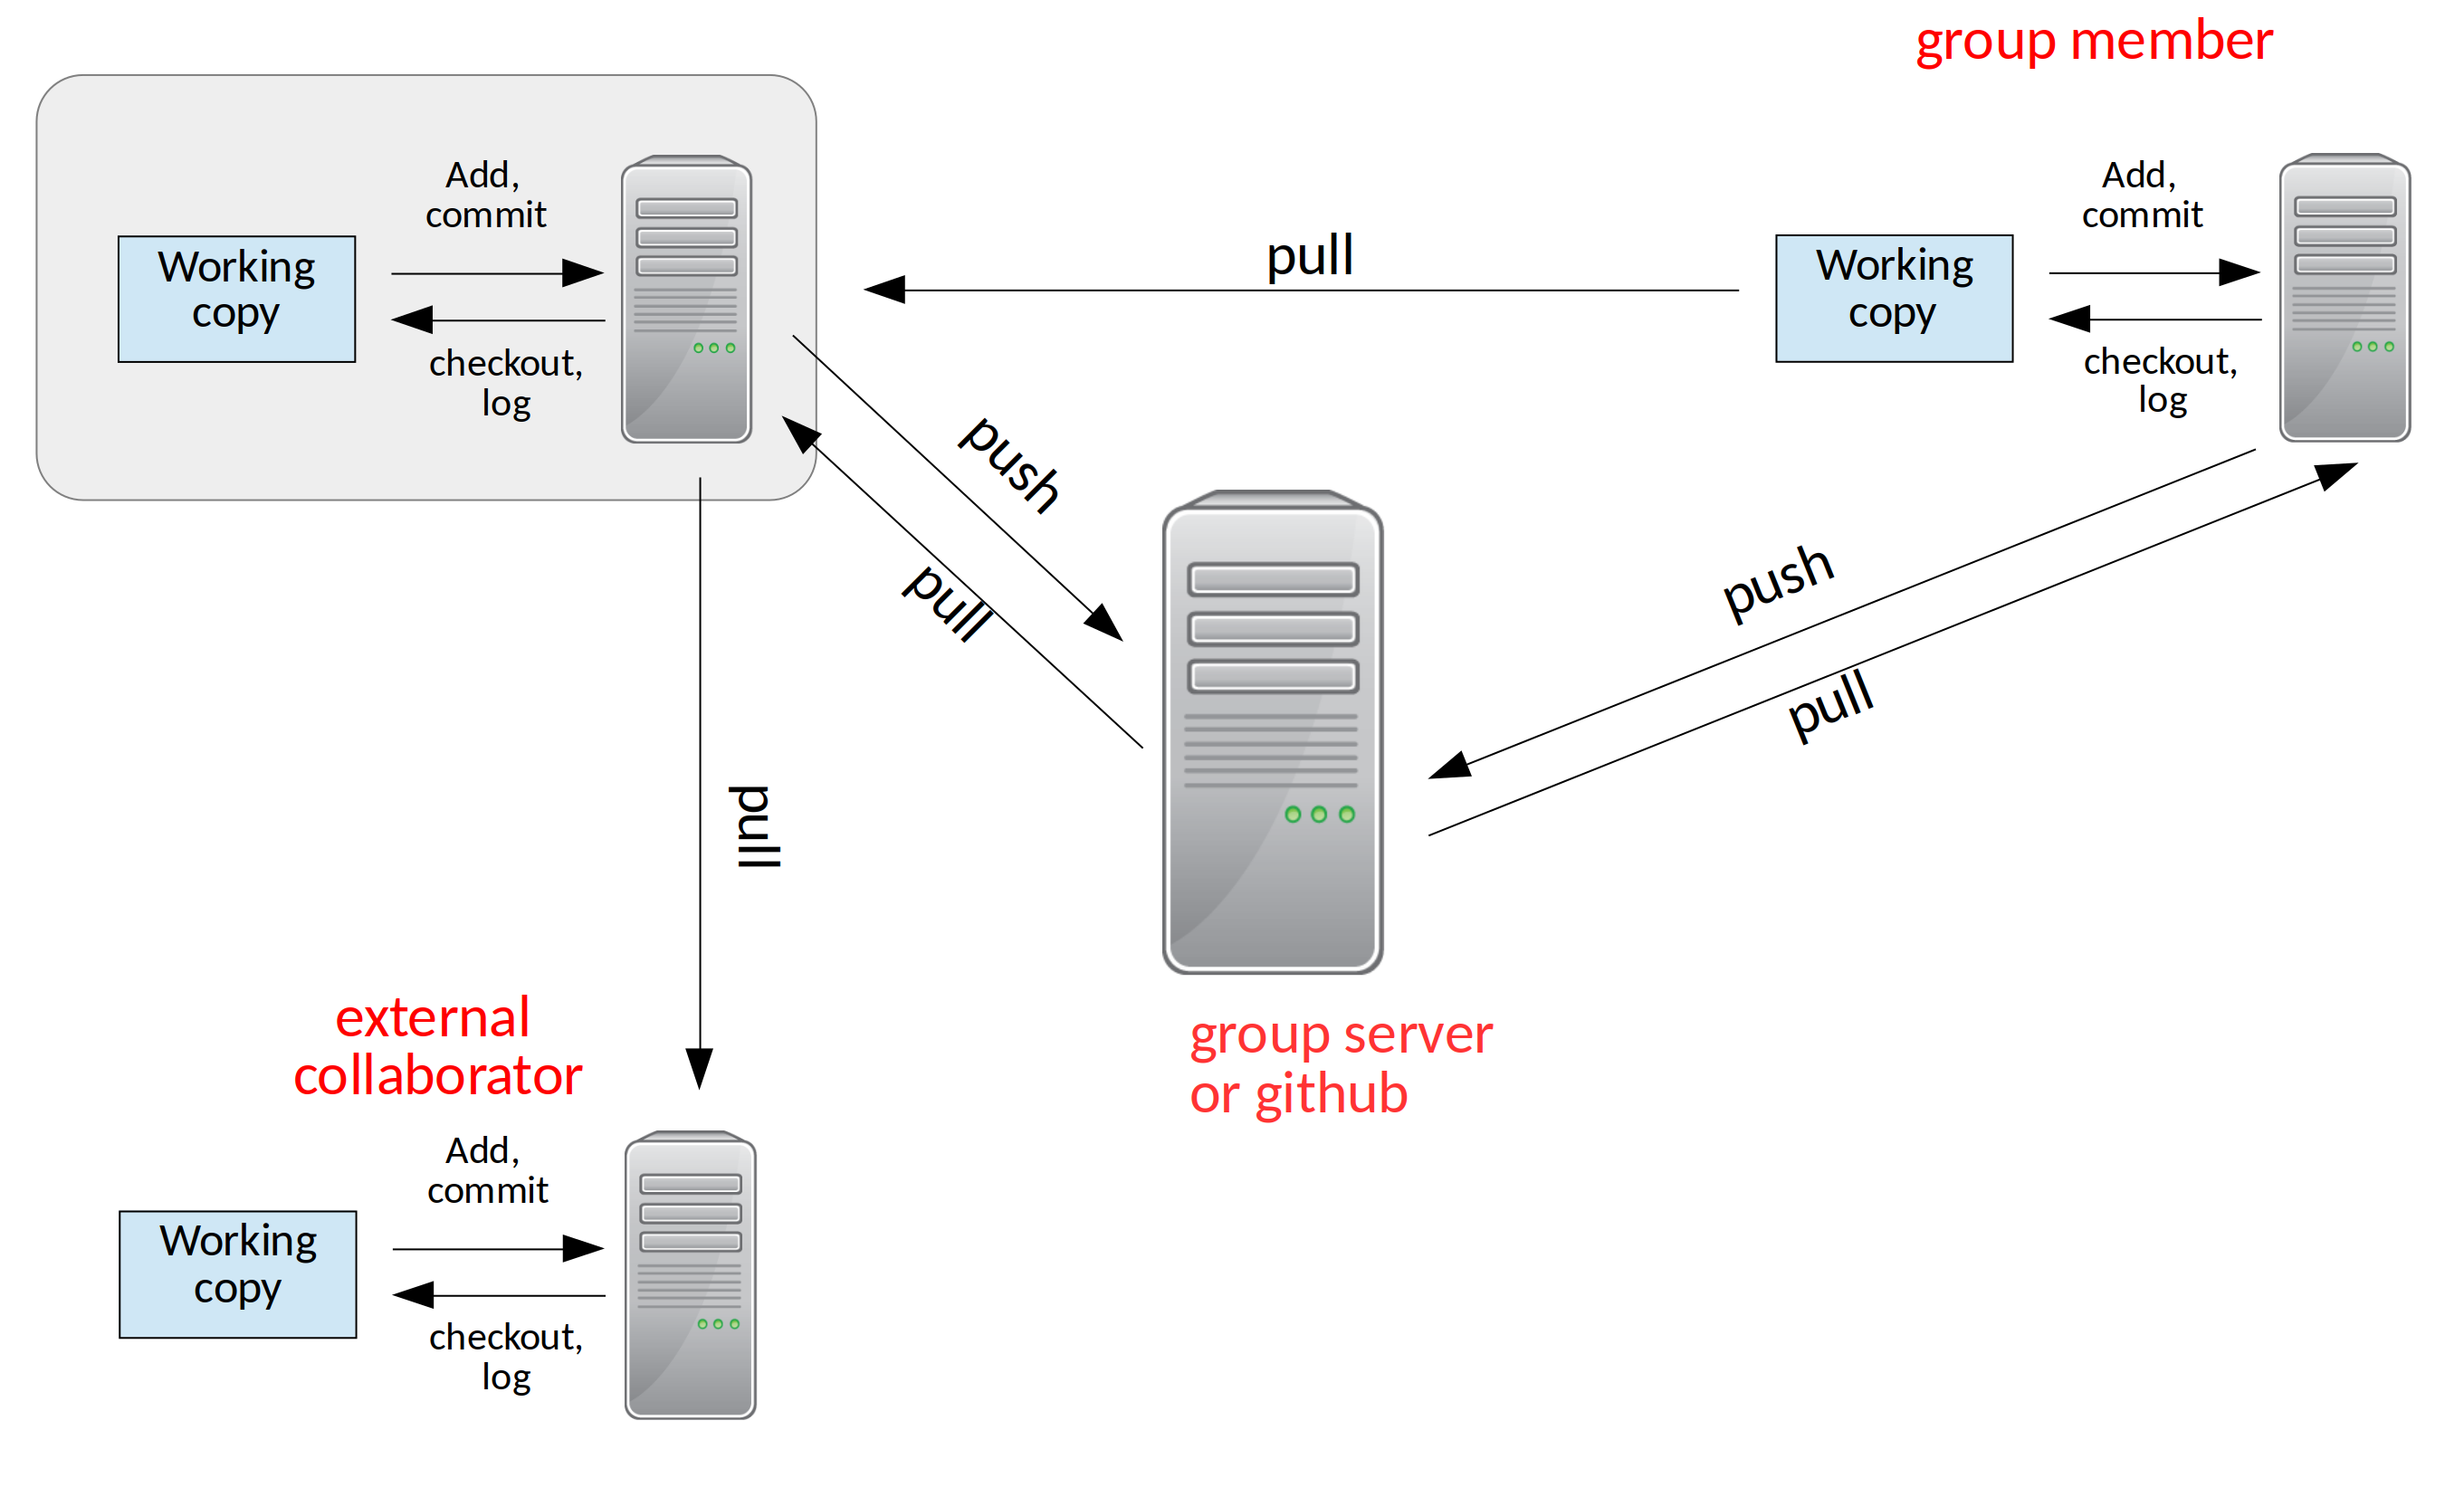 group member
Add,
commit
Working
copy
checkout,
log
pull
Add,
commit
Working
copy
checkout,
log
push
pull
push
pull
pull
group server
or github
external
collaborator
Add,
commit
Working
copy
checkout,
log